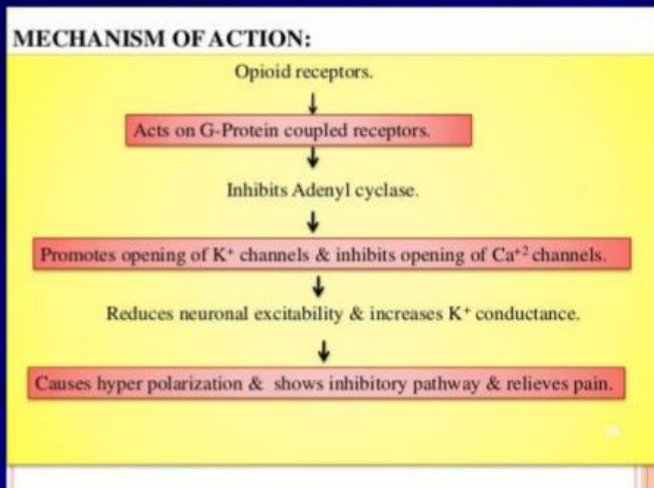 MECHANISM OF ACTION:
Opioid receptors.
Acts on G-Protein coupled receptors.
Inhibits Adenyl cyclase.
Promotes opening of K⁺ channels & inhibits opening of Ca⁺² channels.
Reduces neuronal excitability & increases K⁺ conductance.
Causes hyper polarization & shows inhibitory pathway & relieves pain.